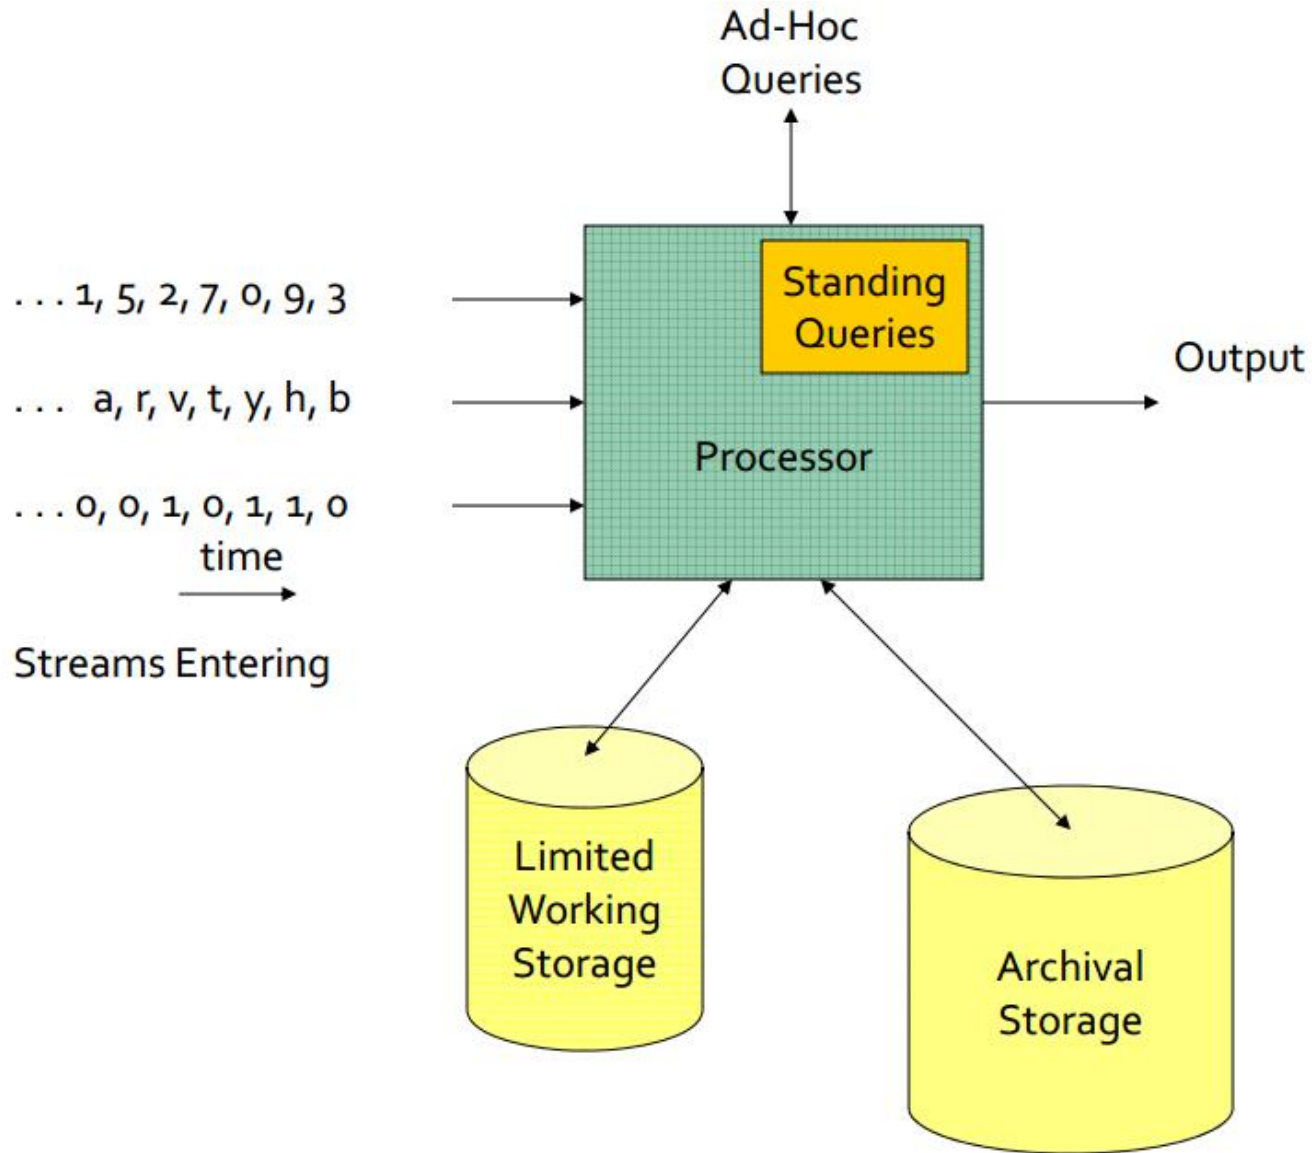 Ad-Hoc
Queries
Standing
Queries
. . . 1, 5, 2, 7, 0, 9, 3
Output
. . . a, r, v, t, y, h, b
Processor
. . . 0, 0, 1, 0, 1, 1, 0
time
Streams Entering
Limited
Working
Storage
Archival
Storage